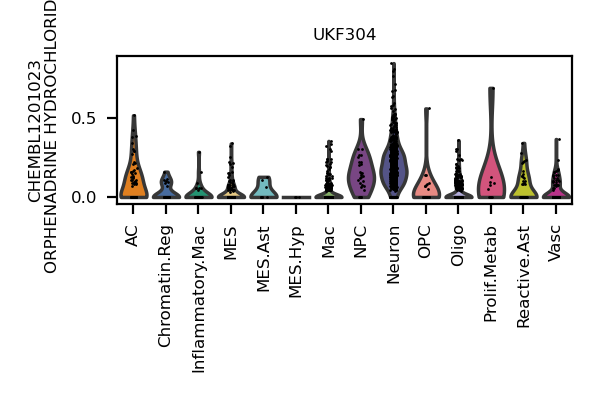 UKF304
CHEMBL1201023
ORPHENADRINE HYDROCHLORID
0.5
0.0
AC
Chromatin.Reg
Inflammatory.Mac
MES
MES.Ast
MES.Hyp
Mac
NPC
Neuron
OPC
Oligo
Prolif.Metab
Reactive.Ast
Vasc